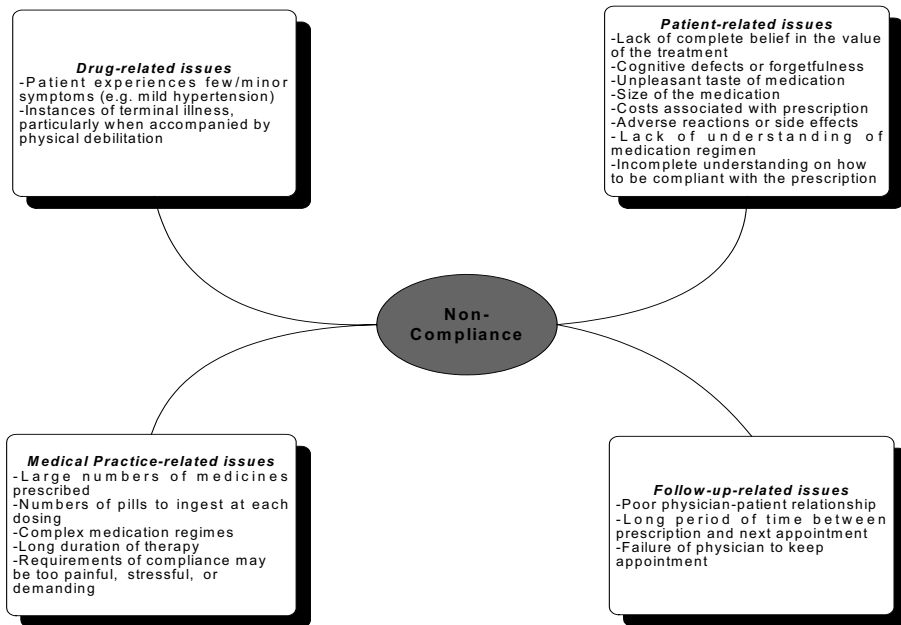 Drug-related issues
-Patient experiences few/minor
symptoms (e.g. mild hypertension)
-Instances of terminal illness,
particularly when accompanied by
physical debilitation
Patient-related issues
-Lack of complete belief in the value
of the treatment
-Cognitive defects or forgetfulness
-Unpleasant taste of medication
-Size of the medication
-Costs associated with prescription
-Adverse reactions or side effects
-Lack of understanding of
medication regimen
-Incomplete understanding on how
to be compliant with the prescription
Non-
Compliance
Medical Practice-related issues
-Large numbers of medicines
prescribed
-Numbers of pills to ingest at each
dosing
-Complex medication regimes
-Long duration of therapy
-Requirements of compliance may
be too painful, stressful, or
demanding
Follow-up-related issues
-Poor physician-patient relationship
-Long period of time between
prescription and next appointment
-Failure of physician to keep
appointment